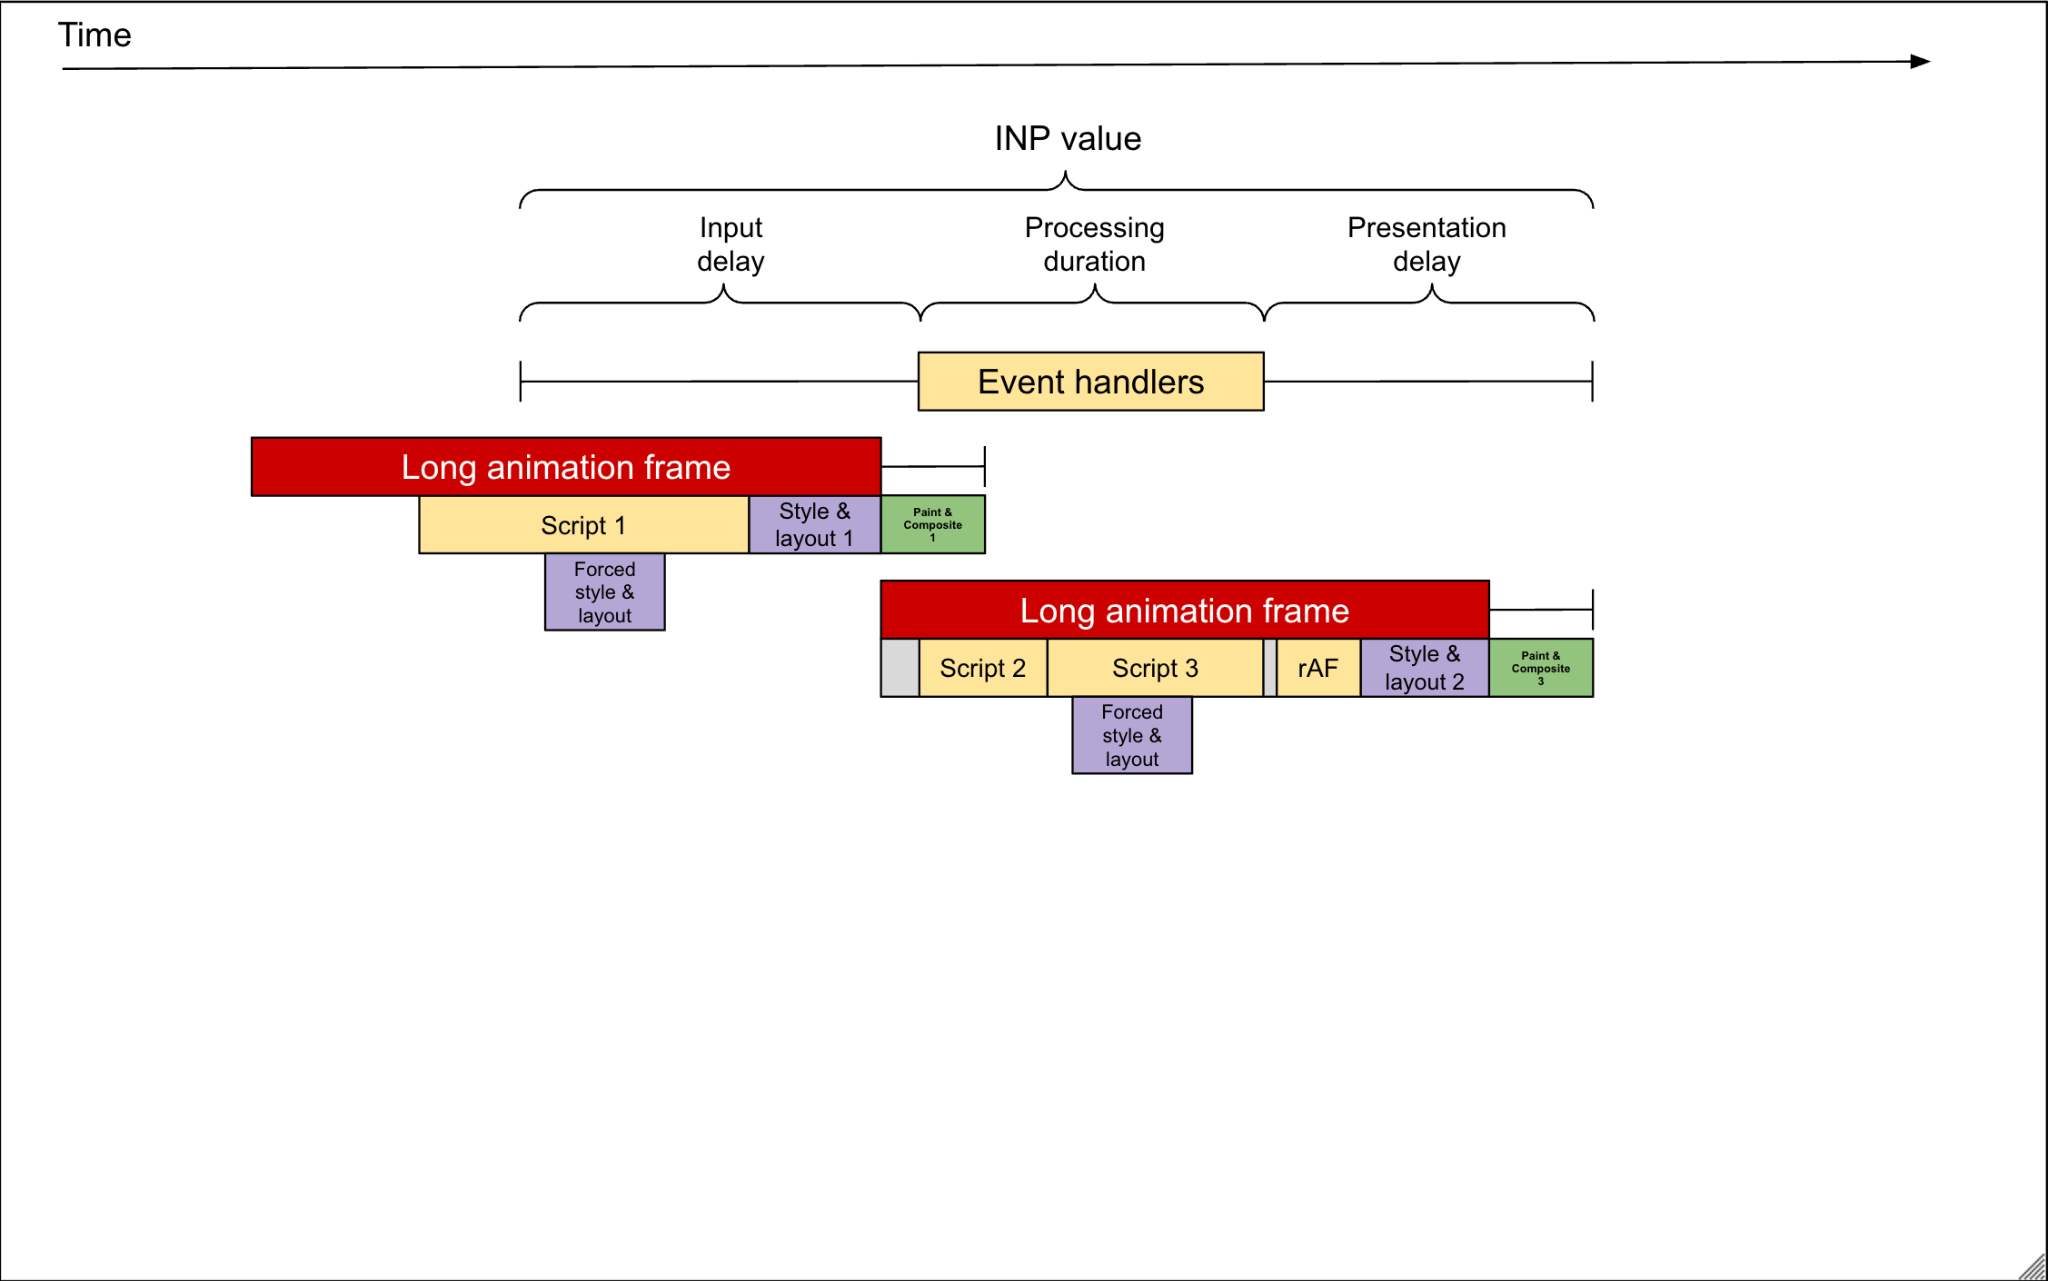 Time
INP value
Input
delay
Processing
duration
Presentation
delay
Event handlers
Long animation frame
Script 1
Style &
layout 1
Paint &
Composite
1
Forced
style &
layout
Long animation frame
Script 2
Script 3
rAF
Style &
layout 2
Paint &
Composite
3
Forced
style &
layout